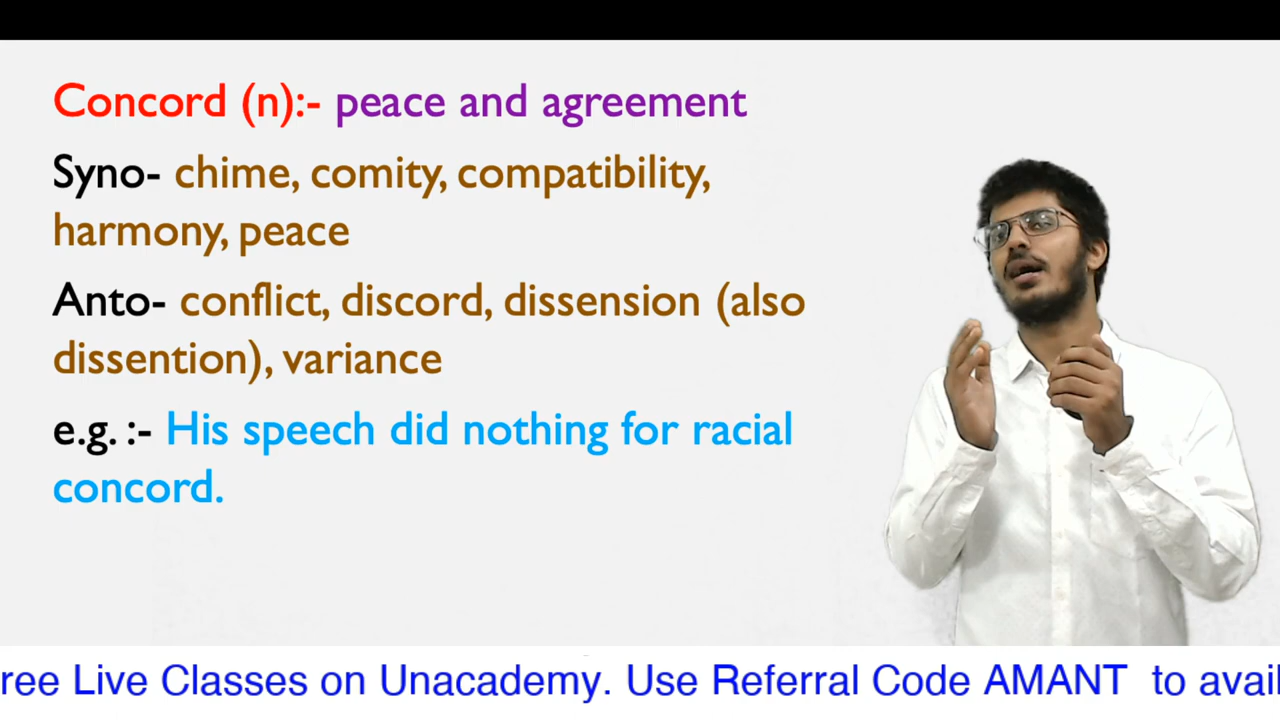 Concord (n):- peace and agreement
Syno- chime, comity, compatibility,
harmony, peace
Anto- conflict, discord, dissension (also
dissention), variance
e.g. :- His speech did nothing for racial
concord.
ree Live Classes on Unacademy. Use Referral Code AMANT to avail